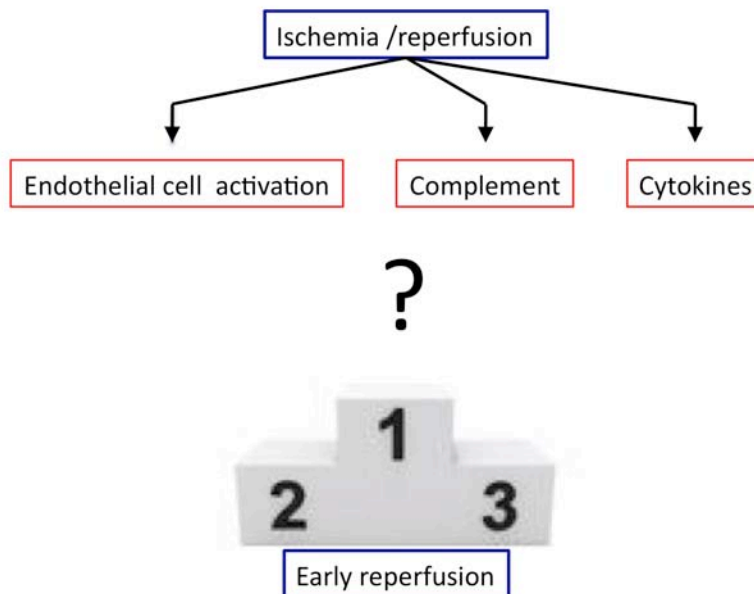 Ischemia /reperfusion
Endothelial cell  activation
Complement
Cytokines
?
1
2
3
Early reperfusion